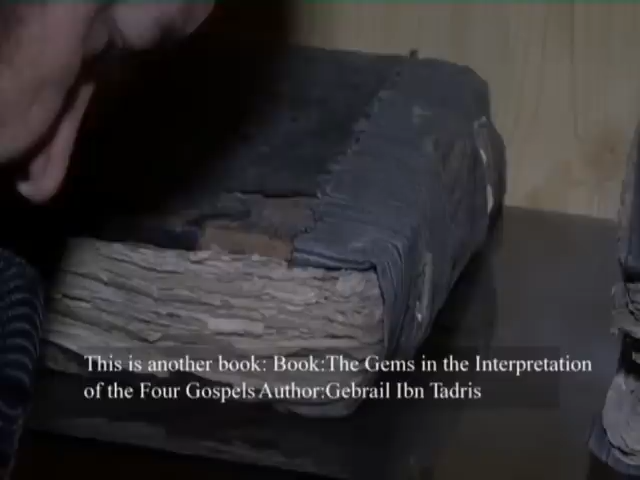 This is another book: Book:The Gems in the Interpretation
of the Four Gospels Author:Gebrail Ibn Tadris